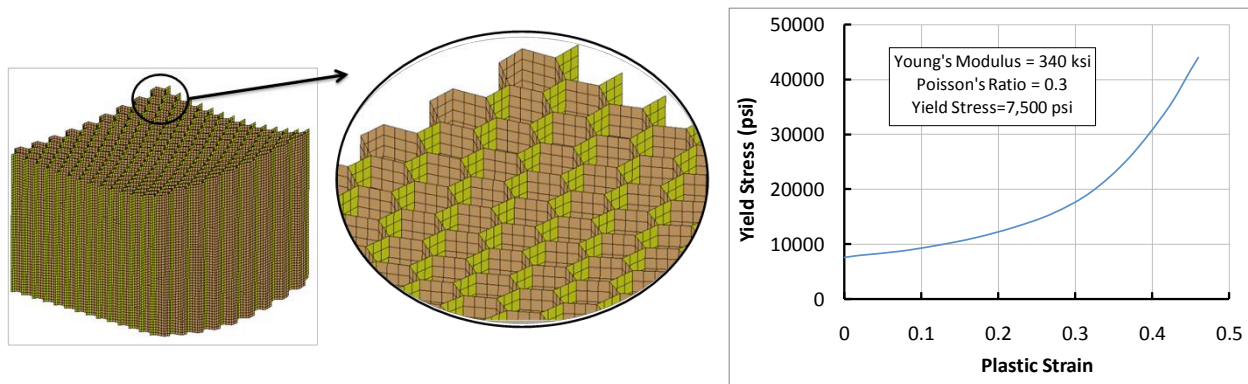 50000
40000
30000
20000
10000
0
Yield Stress (psi)
Young's Modulus = 340 ksi
Poisson's Ratio = 0.3
Yield Stress=7,500 psi
0 0.1 0.2 0.3 0.4 0.5
Plastic Strain